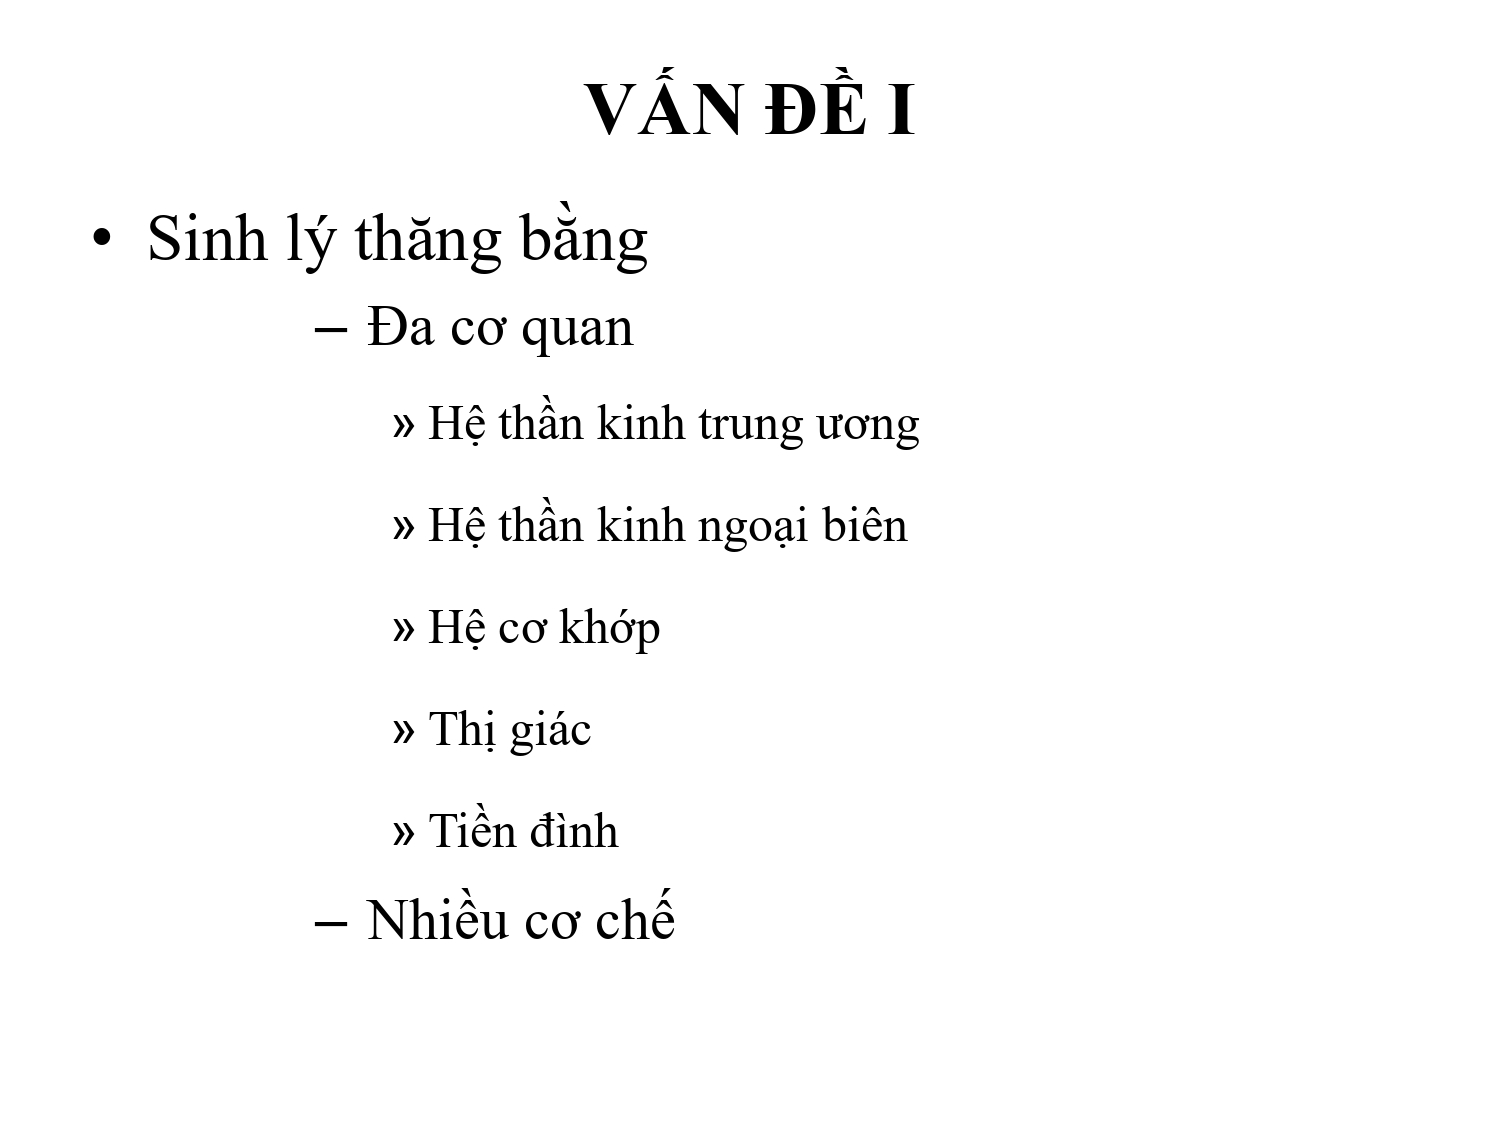 VẤN ĐỀ I
• Sinh lý thăng bằng
– Đa cơ quan
» Hệ thần kinh trung ương
» Hệ thần kinh ngoại biên
» Hệ cơ khớp
» Thị giác
» Tiền đình
– Nhiều cơ chế